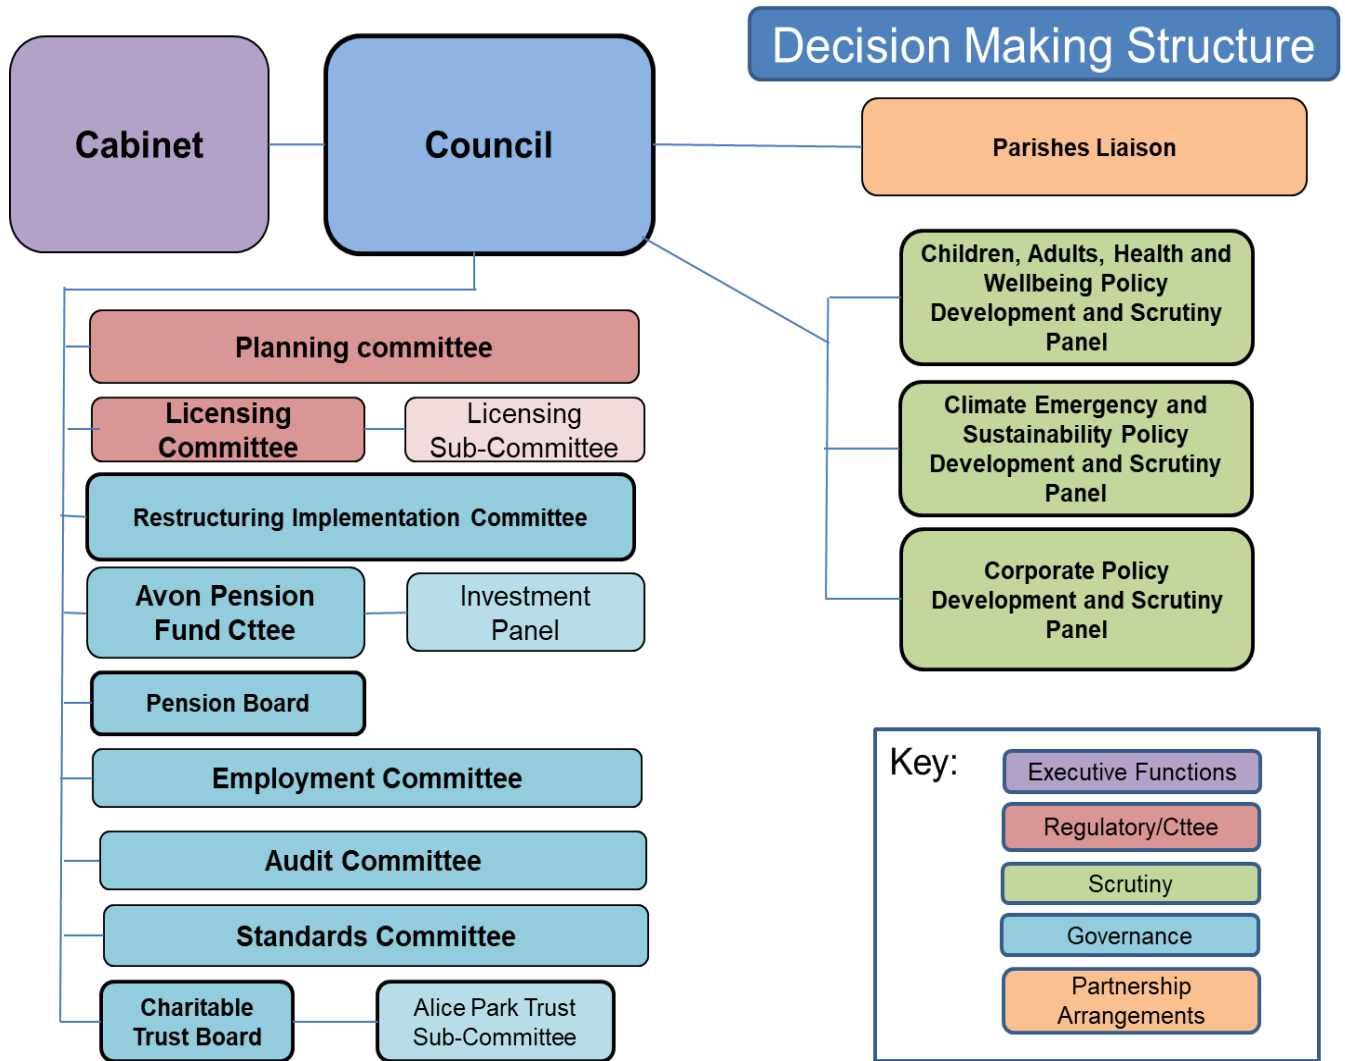 Decision Making Structure
Cabinet
Council
Parishes Liaison
Children, Adults, Health and
Wellbeing Policy
Development and Scrutiny
Panel
Climate Emergency and
Sustainability Policy
Development and Scrutiny
Panel
Corporate Policy
Development and Scrutiny
Panel
Planning committee
Licensing
Committee
Licensing
Sub-Committee
Restructuring Implementation Committee
Avon Pension
Fund Cttee
Investment
Panel
Pension Board
Employment Committee
Audit Committee
Standards Committee
Charitable
Trust Board
Alice Park Trust
Sub-Committee
Key:
Executive Functions
Regulatory/Cttee
Scrutiny
Governance
Partnership
Arrangements